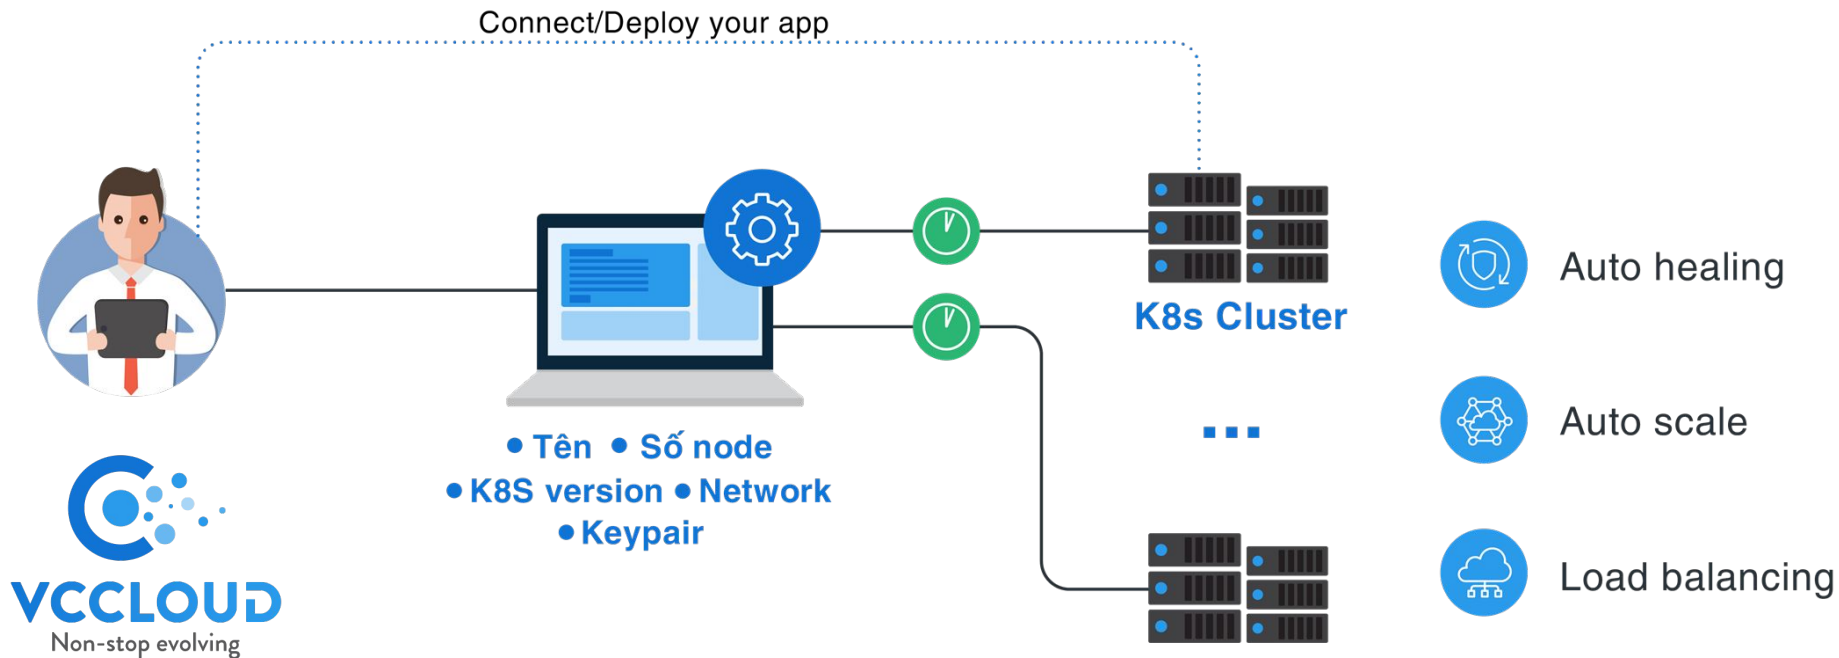 Connect/Deploy your app
K8s Cluster
• Tên • Số node
• K8S version • Network
• Keypair
...
Auto healing
Auto scale
Load balancing
VCCLOUD
Non-stop evolving